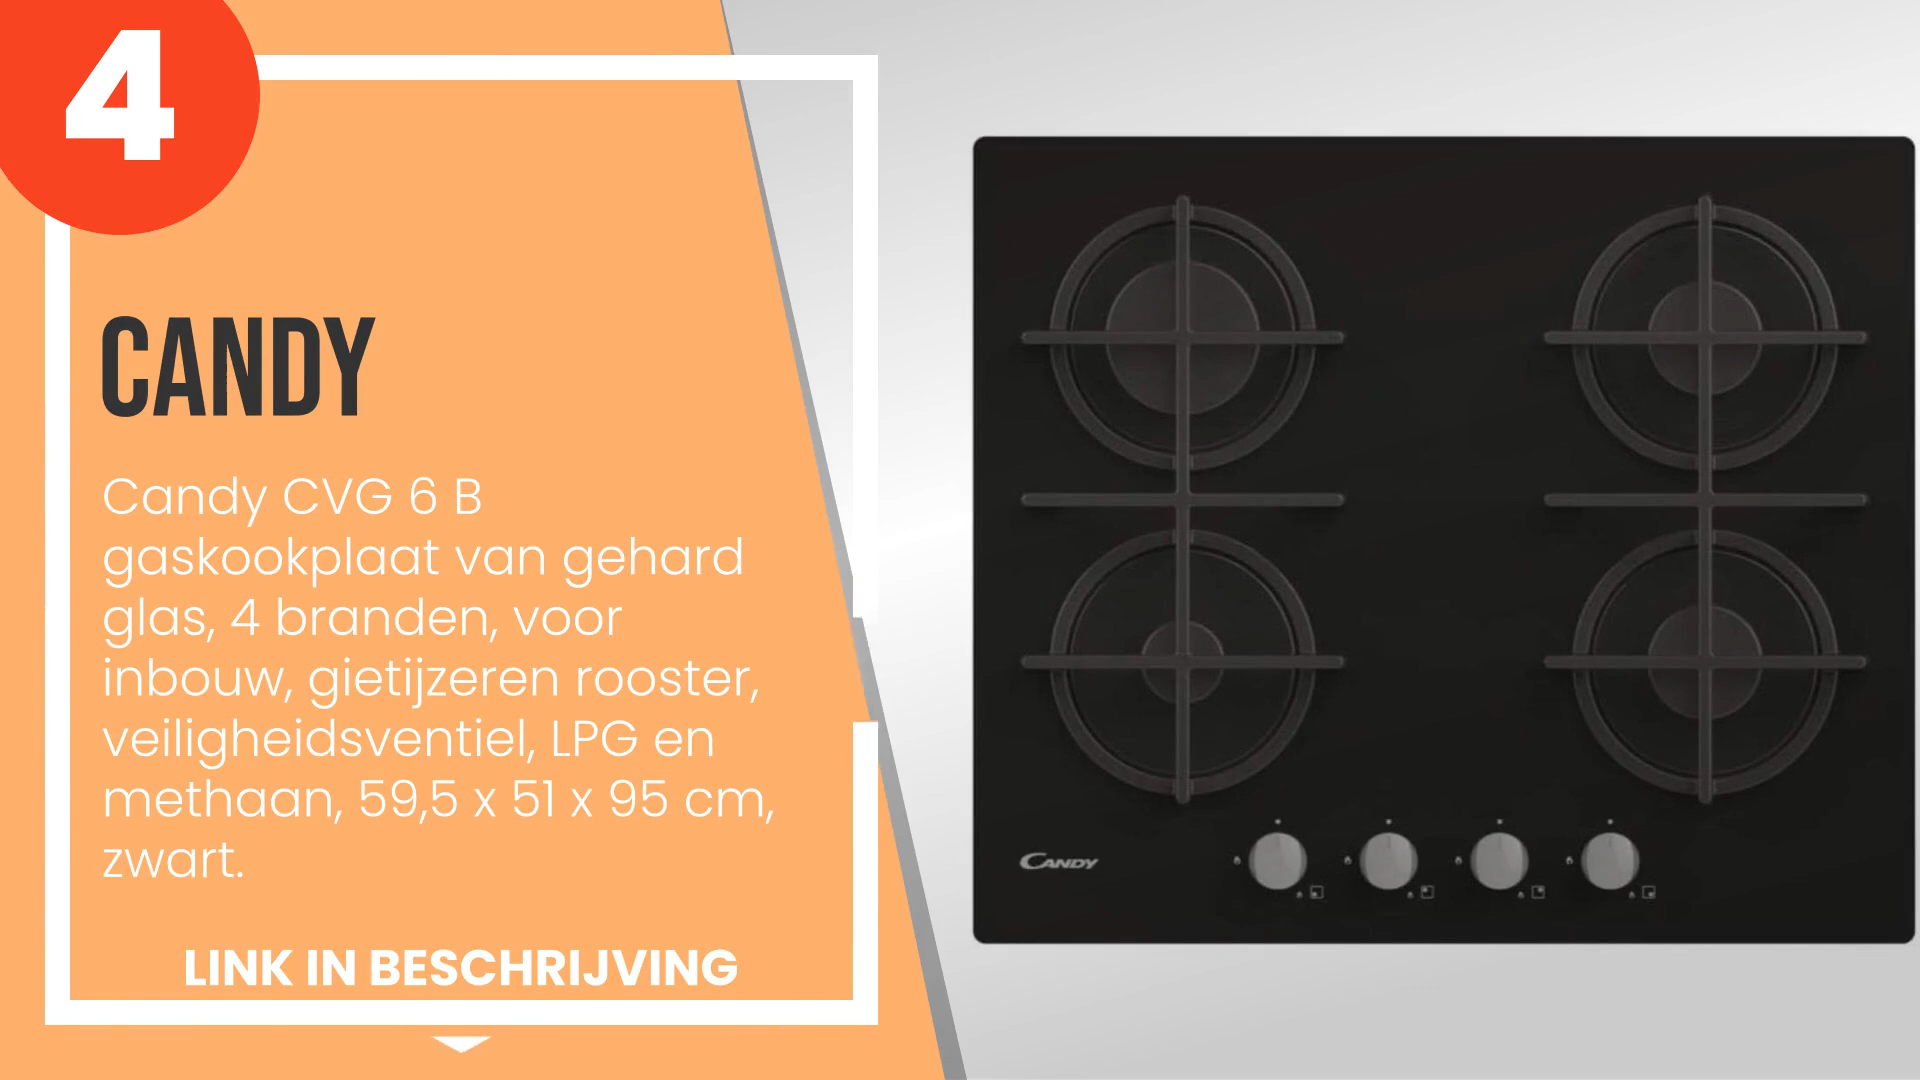 4
CANDY
Candy CVG 6 B
gaskookplaat van gehard
glas, 4 branden, voor
inbouw, gietijzeren rooster,
veiligheidsventiel, LPG en
methaan, 59,5 x 51 x 95 cm,
zwart.
LINK IN BESCHRIJVING
CANDY